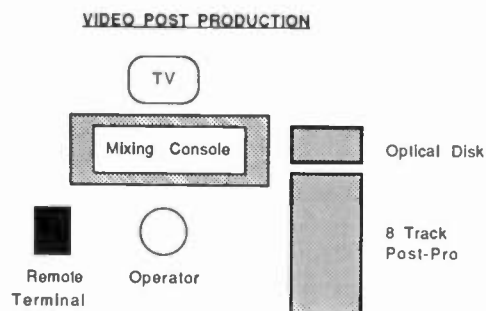 VIDEO POST PRODUCTION
TV
Mixing Console
Optical Disk
8 Track
Post-Pro
Remote
Terminal
Operator